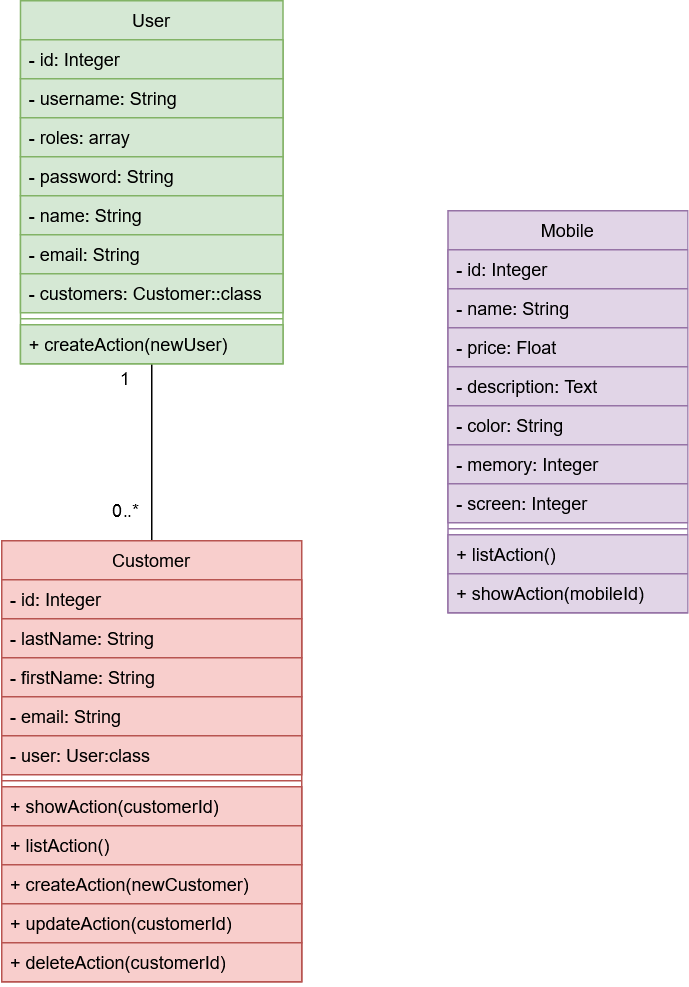 User
- id: Integer
- username: String
- roles: array
- password: String
- name: String
- email: String
- customers: Customer::class
+ createAction(newUser)
1
0..*
Customer
- id: Integer
- lastName: String
- firstName: String
- email: String
- user: User:class
+ showAction(customerId)
+ listAction()
+ createAction(newCustomer)
+ updateAction(customerId)
+ deleteAction(customerId)
Mobile
- id: Integer
- name: String
- price: Float
- description: Text
- color: String
- memory: Integer
- screen: Integer
+ listAction()
+ showAction(mobileId)